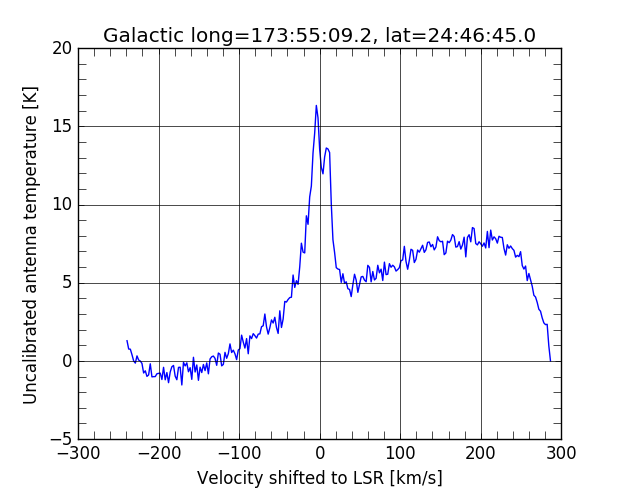 Galactic long=173:55:09.2, lat=24:46:45.0
20
15
10
5
0
−5
Uncalibrated antenna temperature [K]
−300 −200 −100 0 100 200 300
Velocity shifted to LSR [km/s]